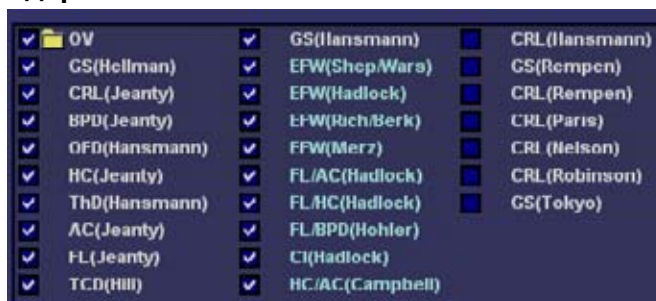 OV
GS(Hellman)
CRL(Jeanty)
BPD(Jeanty)
OFD(Hansmann)
HC(Jeanty)
ThD(Hansmann)
AC(Jeanty)
FL(Jeanty)
TCD(Hill)
GS(Hansmann)
EFW(Shep/Wars)
EFW(Hadlock)
EFW(Rich/Berk)
EFW(Merz)
FL/AC(Hadlock)
FL/HC(Hadlock)
FL/BPD(Hohler)
CI(Hadlock)
HC/AC(Campbell)
CRL(Hansmann)
GS(Rempen)
CRL(Rempen)
CRL(Paris)
CRL(Nelson)
CRL(Robinson)
GS(Tokyo)